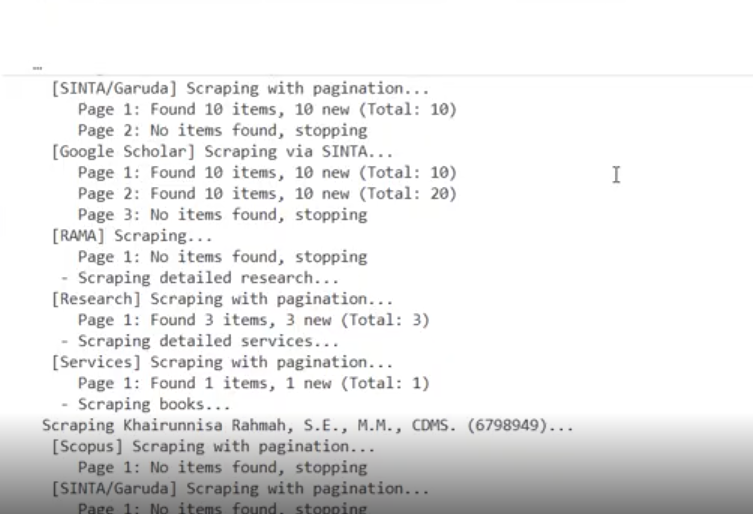 ...
[SINTA/Garuda] Scraping with pagination...
Page 1: Found 10 items, 10 new (Total: 10)
Page 2: No items found, stopping
[Google Scholar] Scraping via SINTA...
Page 1: Found 10 items, 10 new (Total: 10)
Page 2: Found 10 items, 10 new (Total: 20)
Page 3: No items found, stopping
[RAMA] Scraping...
Page 1: No items found, stopping
- Scraping detailed research...
[Research] Scraping with pagination...
Page 1: Found 3 items, 3 new (Total: 3)
- Scraping detailed services...
[Services] Scraping with pagination...
Page 1: Found 1 items, 1 new (Total: 1)
- Scraping books...
Scraping Khairunnisa Rahmah, S.E., M.M., CDMS. (6798949)...
[Scopus] Scraping with pagination...
Page 1: No items found, stopping
[SINTA/Garuda] Scraping with pagination...
Page 1: No items found, stopping